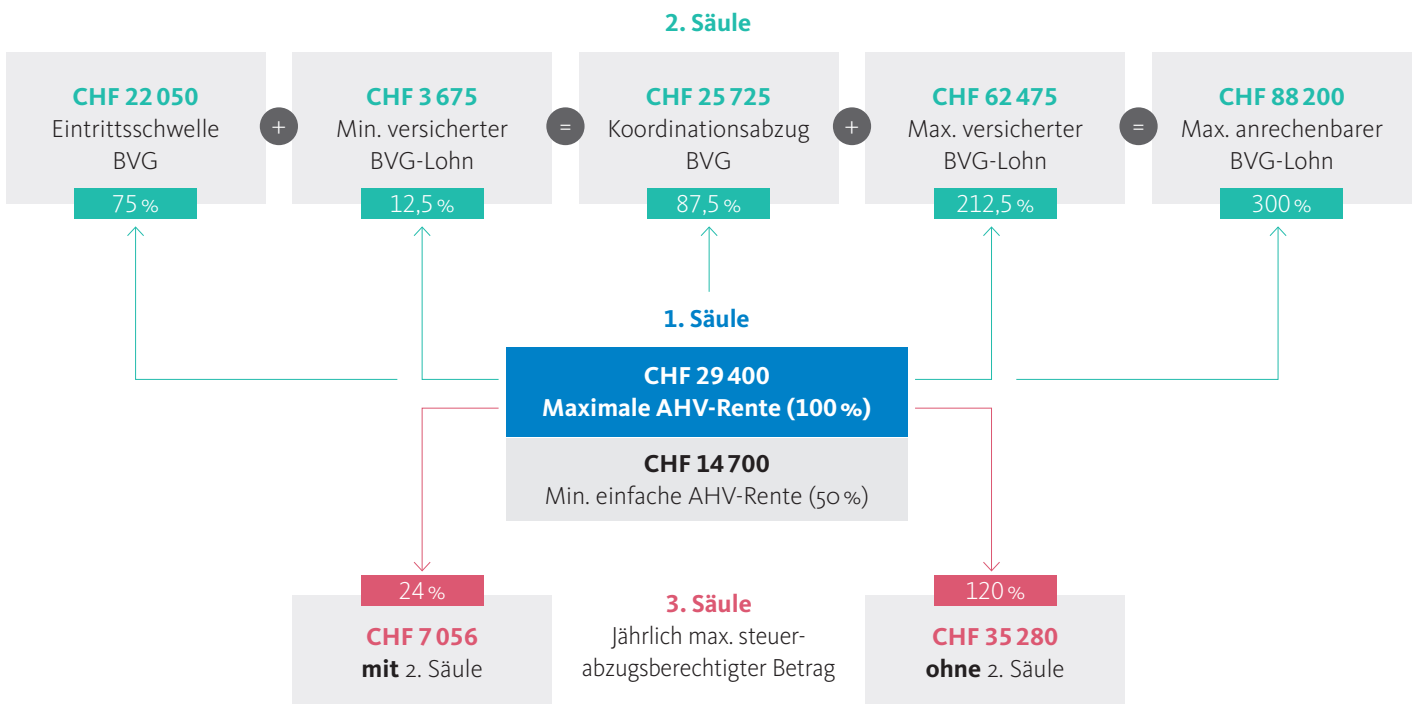 2. Säule
CHF 22 050
Eintrittsschwelle
BVG
75 %
+
CHF 3 675
Min. versicherter
BVG-Lohn
12,5 %
=
CHF 25 725
Koordinationsabzug
BVG
87,5 %
+
CHF 62 475
Max. versicherter
BVG-Lohn
212,5 %
=
CHF 88 200
Max. anrechenbarer
BVG-Lohn
300 %
1. Säule
CHF 29 400
Maximale AHV-Rente (100 %)
CHF 14 700
Min. einfache AHV-Rente (50 %)
24 %
CHF 7 056
mit 2. Säule
3. Säule
Jährlich max. steuer-
abzugsberechtigter Betrag
120 %
CHF 35 280
ohne 2. Säule